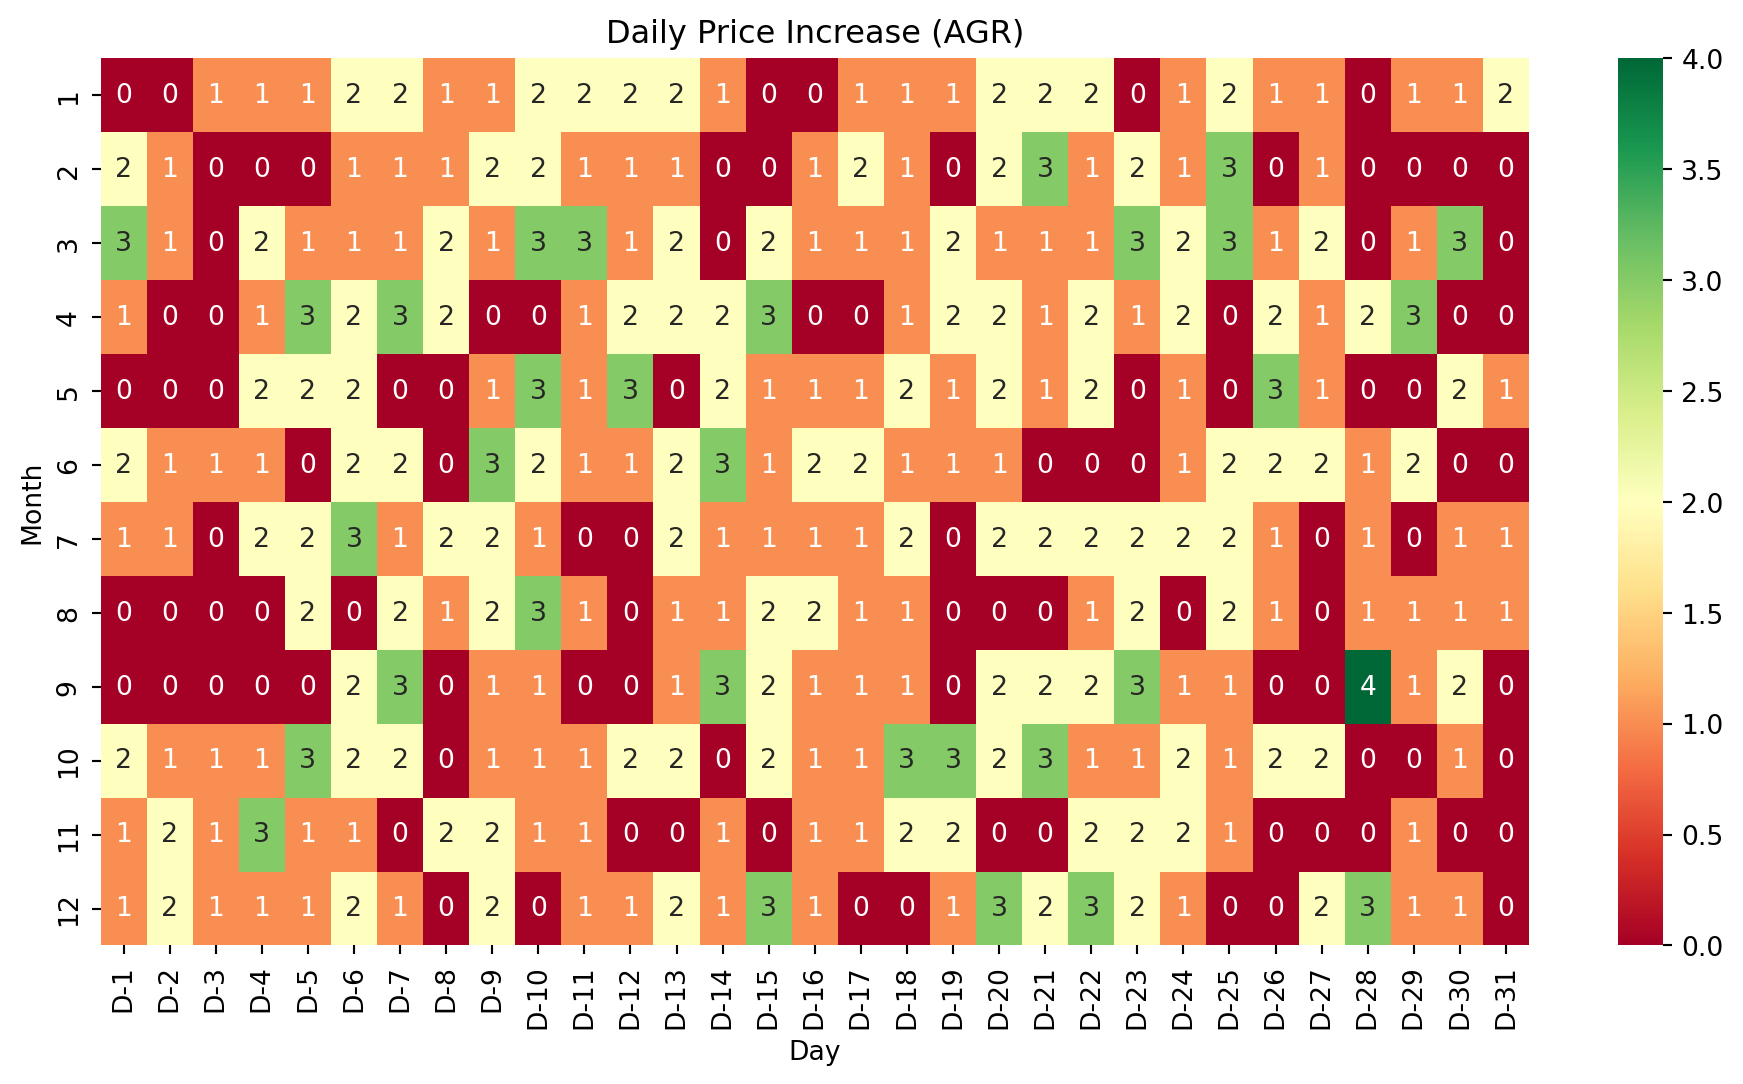 Daily Price Increase (AGR)
1 0 0 1 1 1 2 2 1 1 2 2 2 2 1 0 0 1 1 1 2 2 2 0 1 2 1 1 0 1 1 2
2 2 1 0 0 0 1 1 1 2 2 1 1 1 0 0 1 2 1 0 2 3 1 2 1 3 0 1 0 0 0 0
3 3 1 0 2 1 1 1 2 1 3 3 1 2 0 2 1 1 1 2 1 1 1 3 2 3 1 2 0 1 3 0
4 1 0 0 1 3 2 3 2 0 0 1 2 2 2 3 0 0 1 2 2 1 2 1 2 0 2 1 2 3 0 0
5 0 0 0 2 2 2 0 0 1 3 1 3 0 2 1 1 1 2 1 2 1 2 0 1 0 3 1 0 0 2 1
6 2 1 1 1 0 2 2 0 3 2 1 1 2 3 1 2 2 1 1 1 0 0 0 1 2 2 2 1 2 0 0
7 1 1 0 2 2 3 1 2 2 1 0 0 2 1 1 1 1 2 0 2 2 2 2 2 2 1 0 1 0 1 1
8 0 0 0 0 2 0 2 1 2 3 1 0 1 1 2 2 1 1 0 0 0 1 2 0 2 1 0 1 1 1 1
9 0 0 0 0 0 2 3 0 1 1 0 0 1 3 2 1 1 1 0 2 2 2 3 1 1 0 0 4 1 2 0
10 2 1 1 1 3 2 2 0 1 1 1 2 2 0 2 1 1 3 3 2 3 1 1 2 1 2 2 0 0 1 0
11 1 2 1 3 1 1 0 2 2 1 1 0 0 1 0 1 1 2 2 0 0 2 2 2 1 0 0 0 1 0 0
12 1 2 1 1 1 2 1 0 2 0 1 1 2 1 3 1 0 0 1 3 2 3 2 1 0 0 2 3 1 1 0
Month
D-1 D-2 D-3 D-4 D-5 D-6 D-7 D-8 D-9 D-10 D-11 D-12 D-13 D-14 D-15 D-16 D-17 D-18 D-19 D-20 D-21 D-22 D-23 D-24 D-25 D-26 D-27 D-28 D-29 D-30 D-31
Day
4.0
3.5
3.0
2.5
2.0
1.5
1.0
0.5
0.0